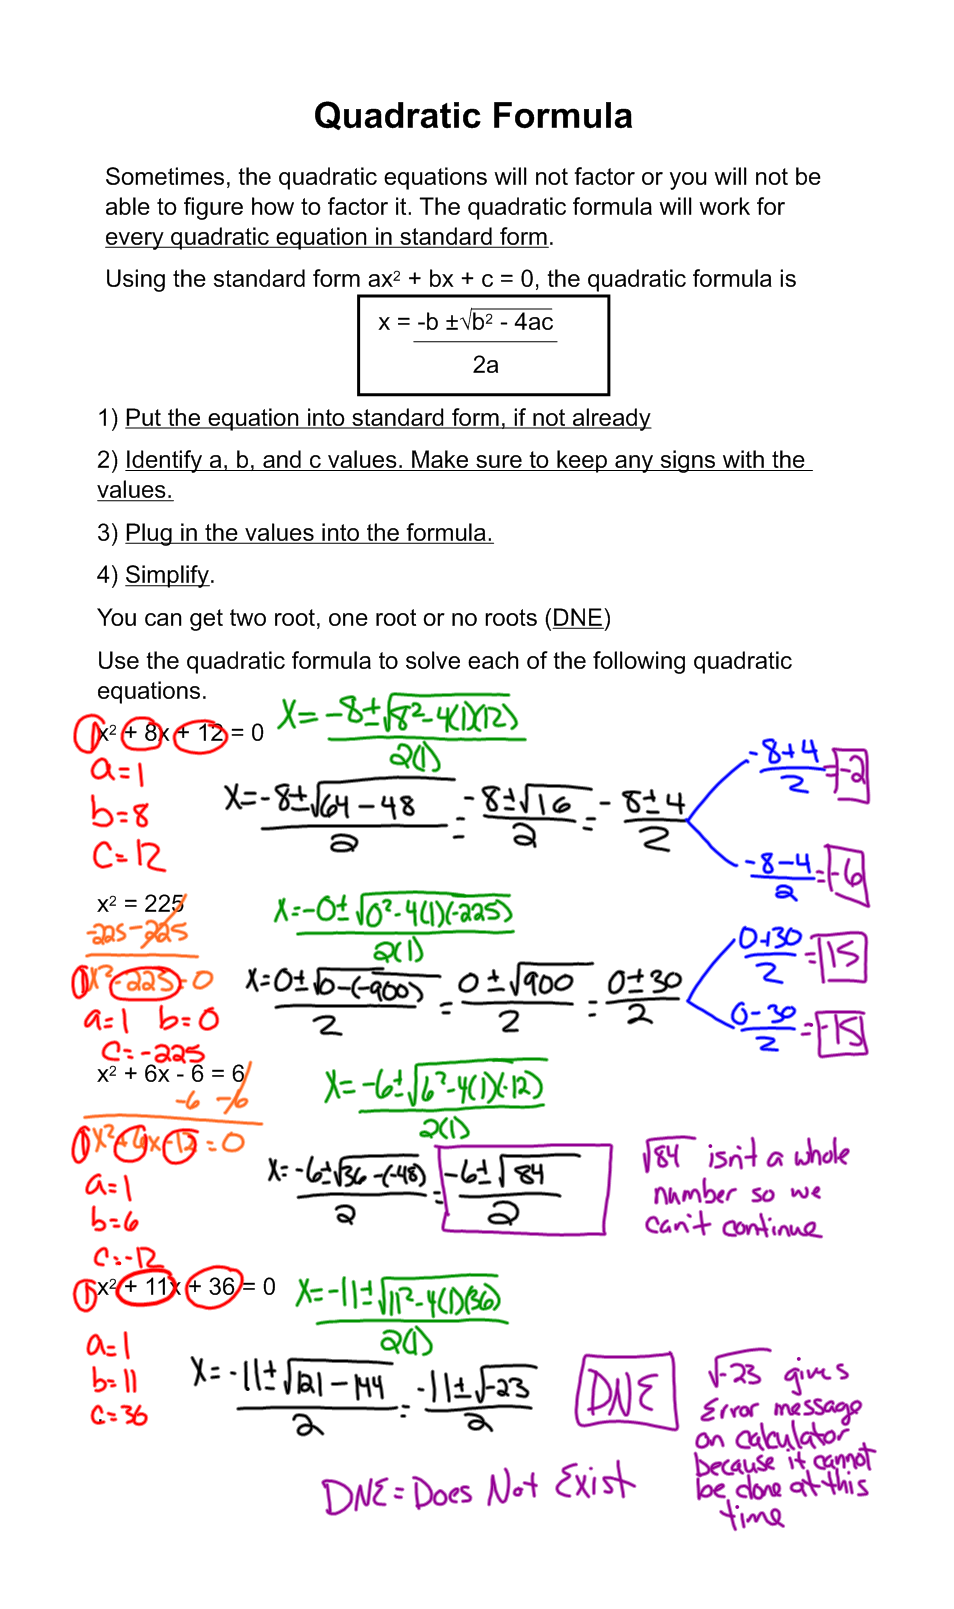 Quadratic Formula
Sometimes, the quadratic equations will not factor or you will not be
able to figure how to factor it. The quadratic formula will work for
every quadratic equation in standard form.
Using the standard form ax² + bx + c = 0, the quadratic formula is
x = -b ±√b² - 4ac
2a
1) Put the equation into standard form, if not already
2) Identify a, b, and c values. Make sure to keep any signs with the
values.
3) Plug in the values into the formula.
4) Simplify.
You can get two root, one root or no roots (DNE)
Use the quadratic formula to solve each of the following quadratic
equations.
1x² + 8x + 12 = 0
a=1
b=8
c=12
x= -8±√8²-4(1)(12)
2(1)
x= -8±√64-48 = -8±√16 = -8±4
2 2 2
-8+4 = -2
2
-8-4 = -6
2
x² = 225
-225 -225
1x²-225=0
a=1 b=0
c=-225
x=-0±√0²-4(1)(-225)
2(1)
x=0±√0-(-900) = 0±√900 = 0±30
2 2 2
0+30 = 15
2
0-30 = -15
2
x² + 6x - 6 = 6
-6 -6
1x²+6x-12=0
a=1
b=6
c=-12
x= -6±√6²-4(1)(-12)
2(1)
x= -6±√36-(-48) = -6±√84
2 2
√84 isn't a whole
number so we
can't continue
1x² + 11x + 36 = 0
a=1
b=11
c=36
x= -11±√11²-4(1)(36)
2(1)
x= -11±√121-144 = -11±√-23
2 2
DNE
√-23 gives
Error message
on calculator
because it cannot
be done at this
time
DNE = Does Not Exist